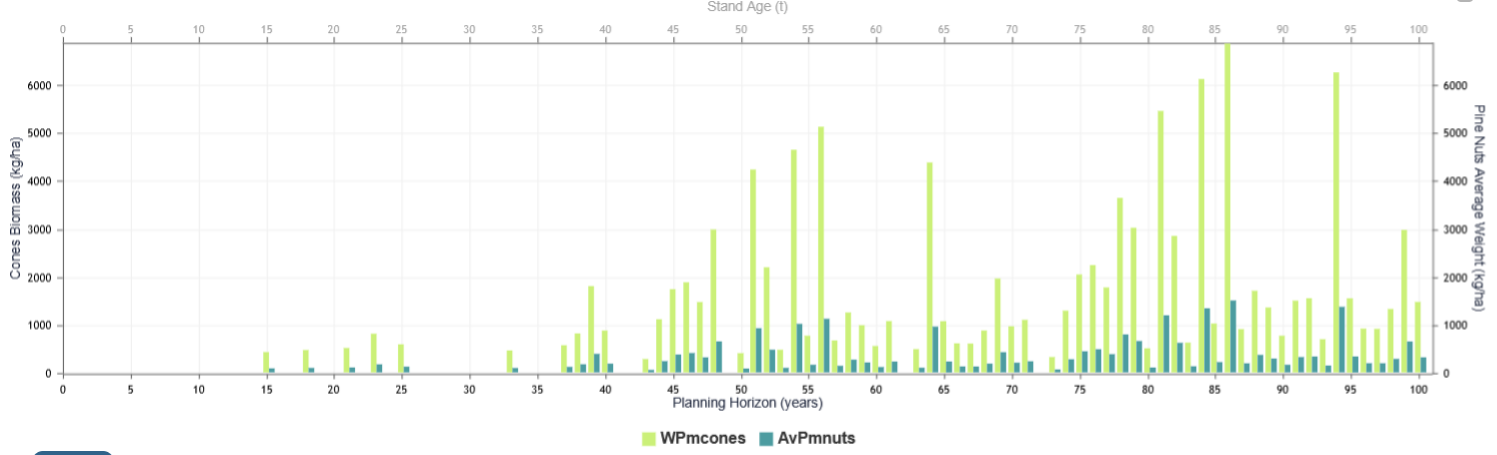 Stand Age (t)
0 5 10 15 20 25 30 35 40 45 50 55 60 65 70 75 80 85 90 95 100
Cones Biomass (kg/ha)
6000 6000
5000 5000
4000 4000
3000 3000
2000 2000
1000 1000
0 0
Pine Nuts Average Weight (kg/ha)
0 5 10 15 20 25 30 35 40 45 50 55 60 65 70 75 80 85 90 95 100
Planning Horizon (years)
WPmcones AvPmnuts